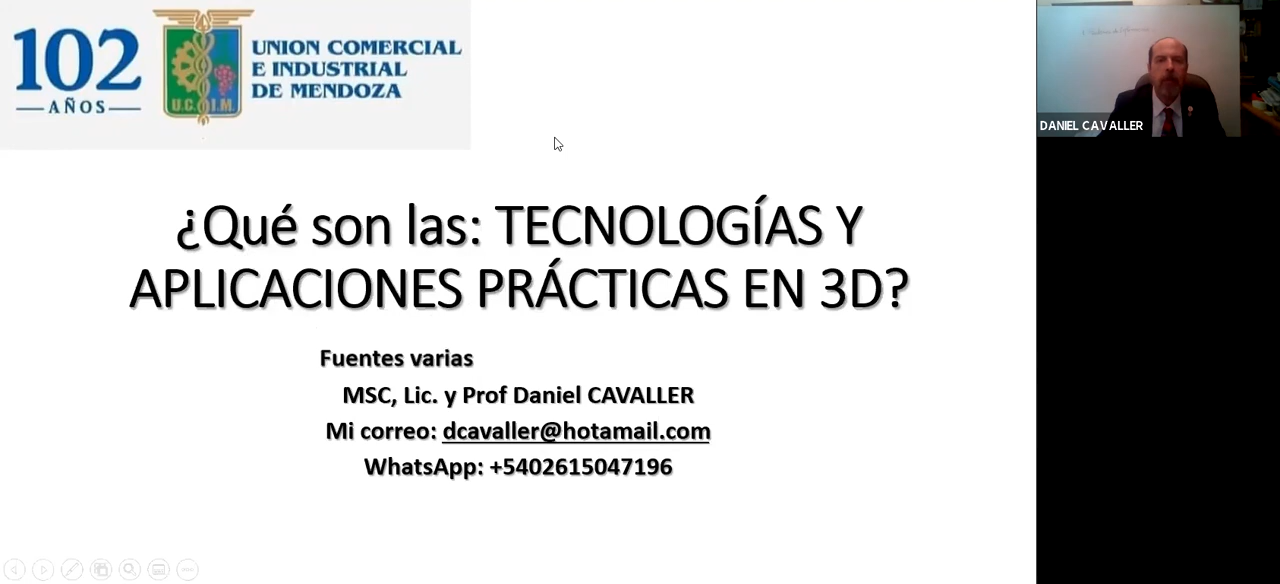 102
AÑOS
U.C. I.M.
UNION COMERCIAL
E INDUSTRIAL
DE MENDOZA
DANIEL CAVALLER
¿Qué son las: TECNOLOGÍAS Y
APLICACIONES PRÁCTICAS EN 3D?
Fuentes varias
MSC, Lic. y Prof Daniel CAVALLER
Mi correo: dcavaller@hotamail.com
WhatsApp: +5402615047196